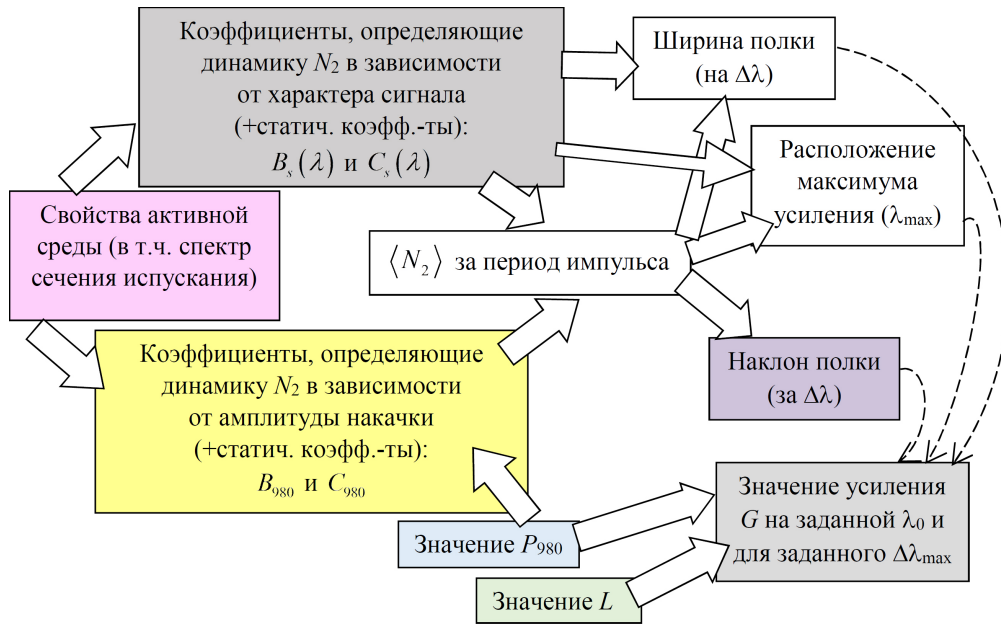 Коэффициенты, определяющие
динамику N₂ в зависимости
от характера сигнала
(+статич. коэфф.-ты):
Bₛ(λ) и Cₛ(λ)
Ширина полки
(на Δλ)
Расположение
максимума
усиления (λmax)
Свойства активной
среды (в т.ч. спектр
сечения испускания)
⟨N₂⟩ за период импульса
Коэффициенты, определяющие
динамику N₂ в зависимости
от амплитуды накачки
(+статич. коэфф.-ты):
B₉₈₀ и C₉₈₀
Наклон полки
(за Δλ)
Значение усиления
G на заданной λ₀ и
для заданного Δλmax
Значение P₉₈₀
Значение L